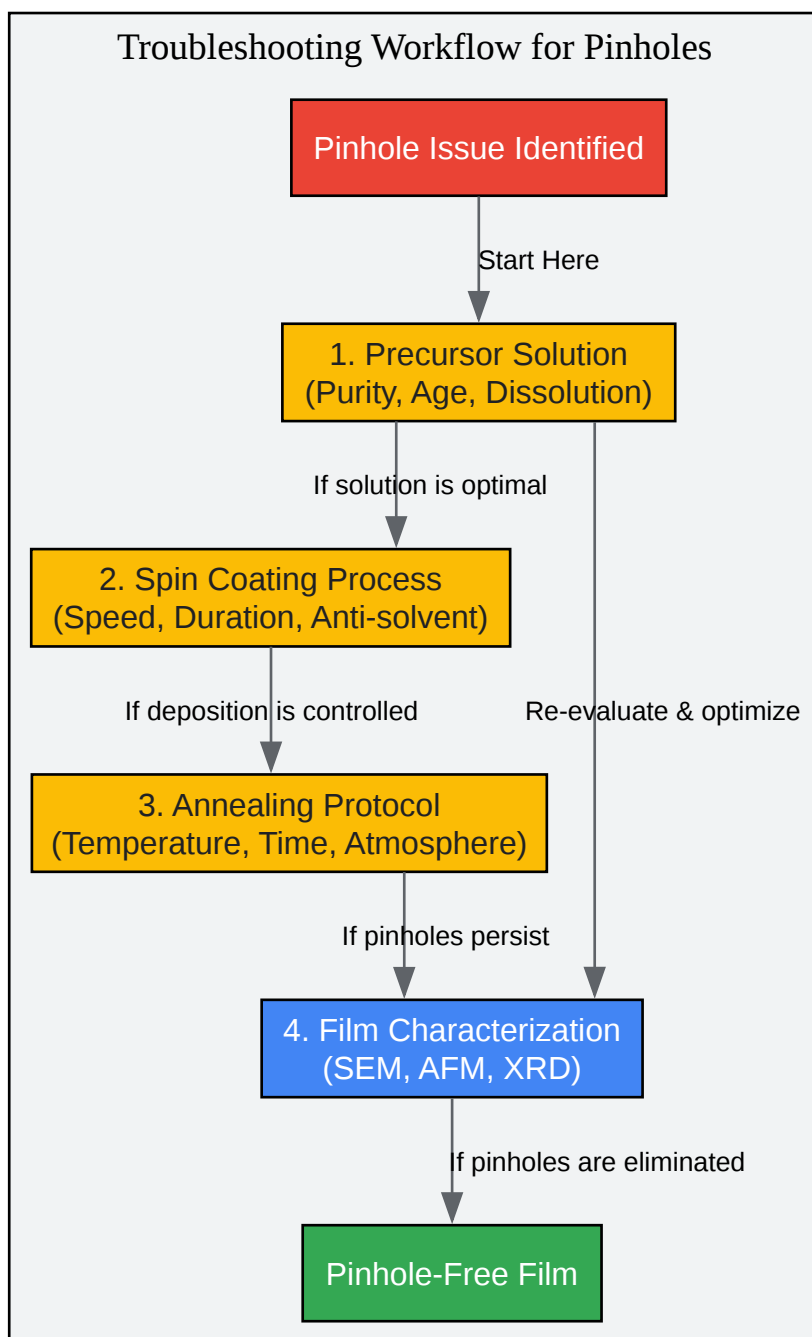 Troubleshooting Workflow for Pinholes
Pinhole Issue Identified
Start Here
1. Precursor Solution
(Purity, Age, Dissolution)
If solution is optimal
2. Spin Coating Process
(Speed, Duration, Anti-solvent)
If deposition is controlled
Re-evaluate & optimize
3. Annealing Protocol
(Temperature, Time, Atmosphere)
If pinholes persist
4. Film Characterization
(SEM, AFM, XRD)
If pinholes are eliminated
Pinhole-Free Film